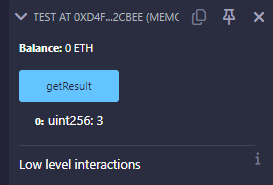 TEST AT 0XD4F...2CBEE (MEMO
Balance: 0 ETH
getResult
0: uint256: 3
Low level interactions
i